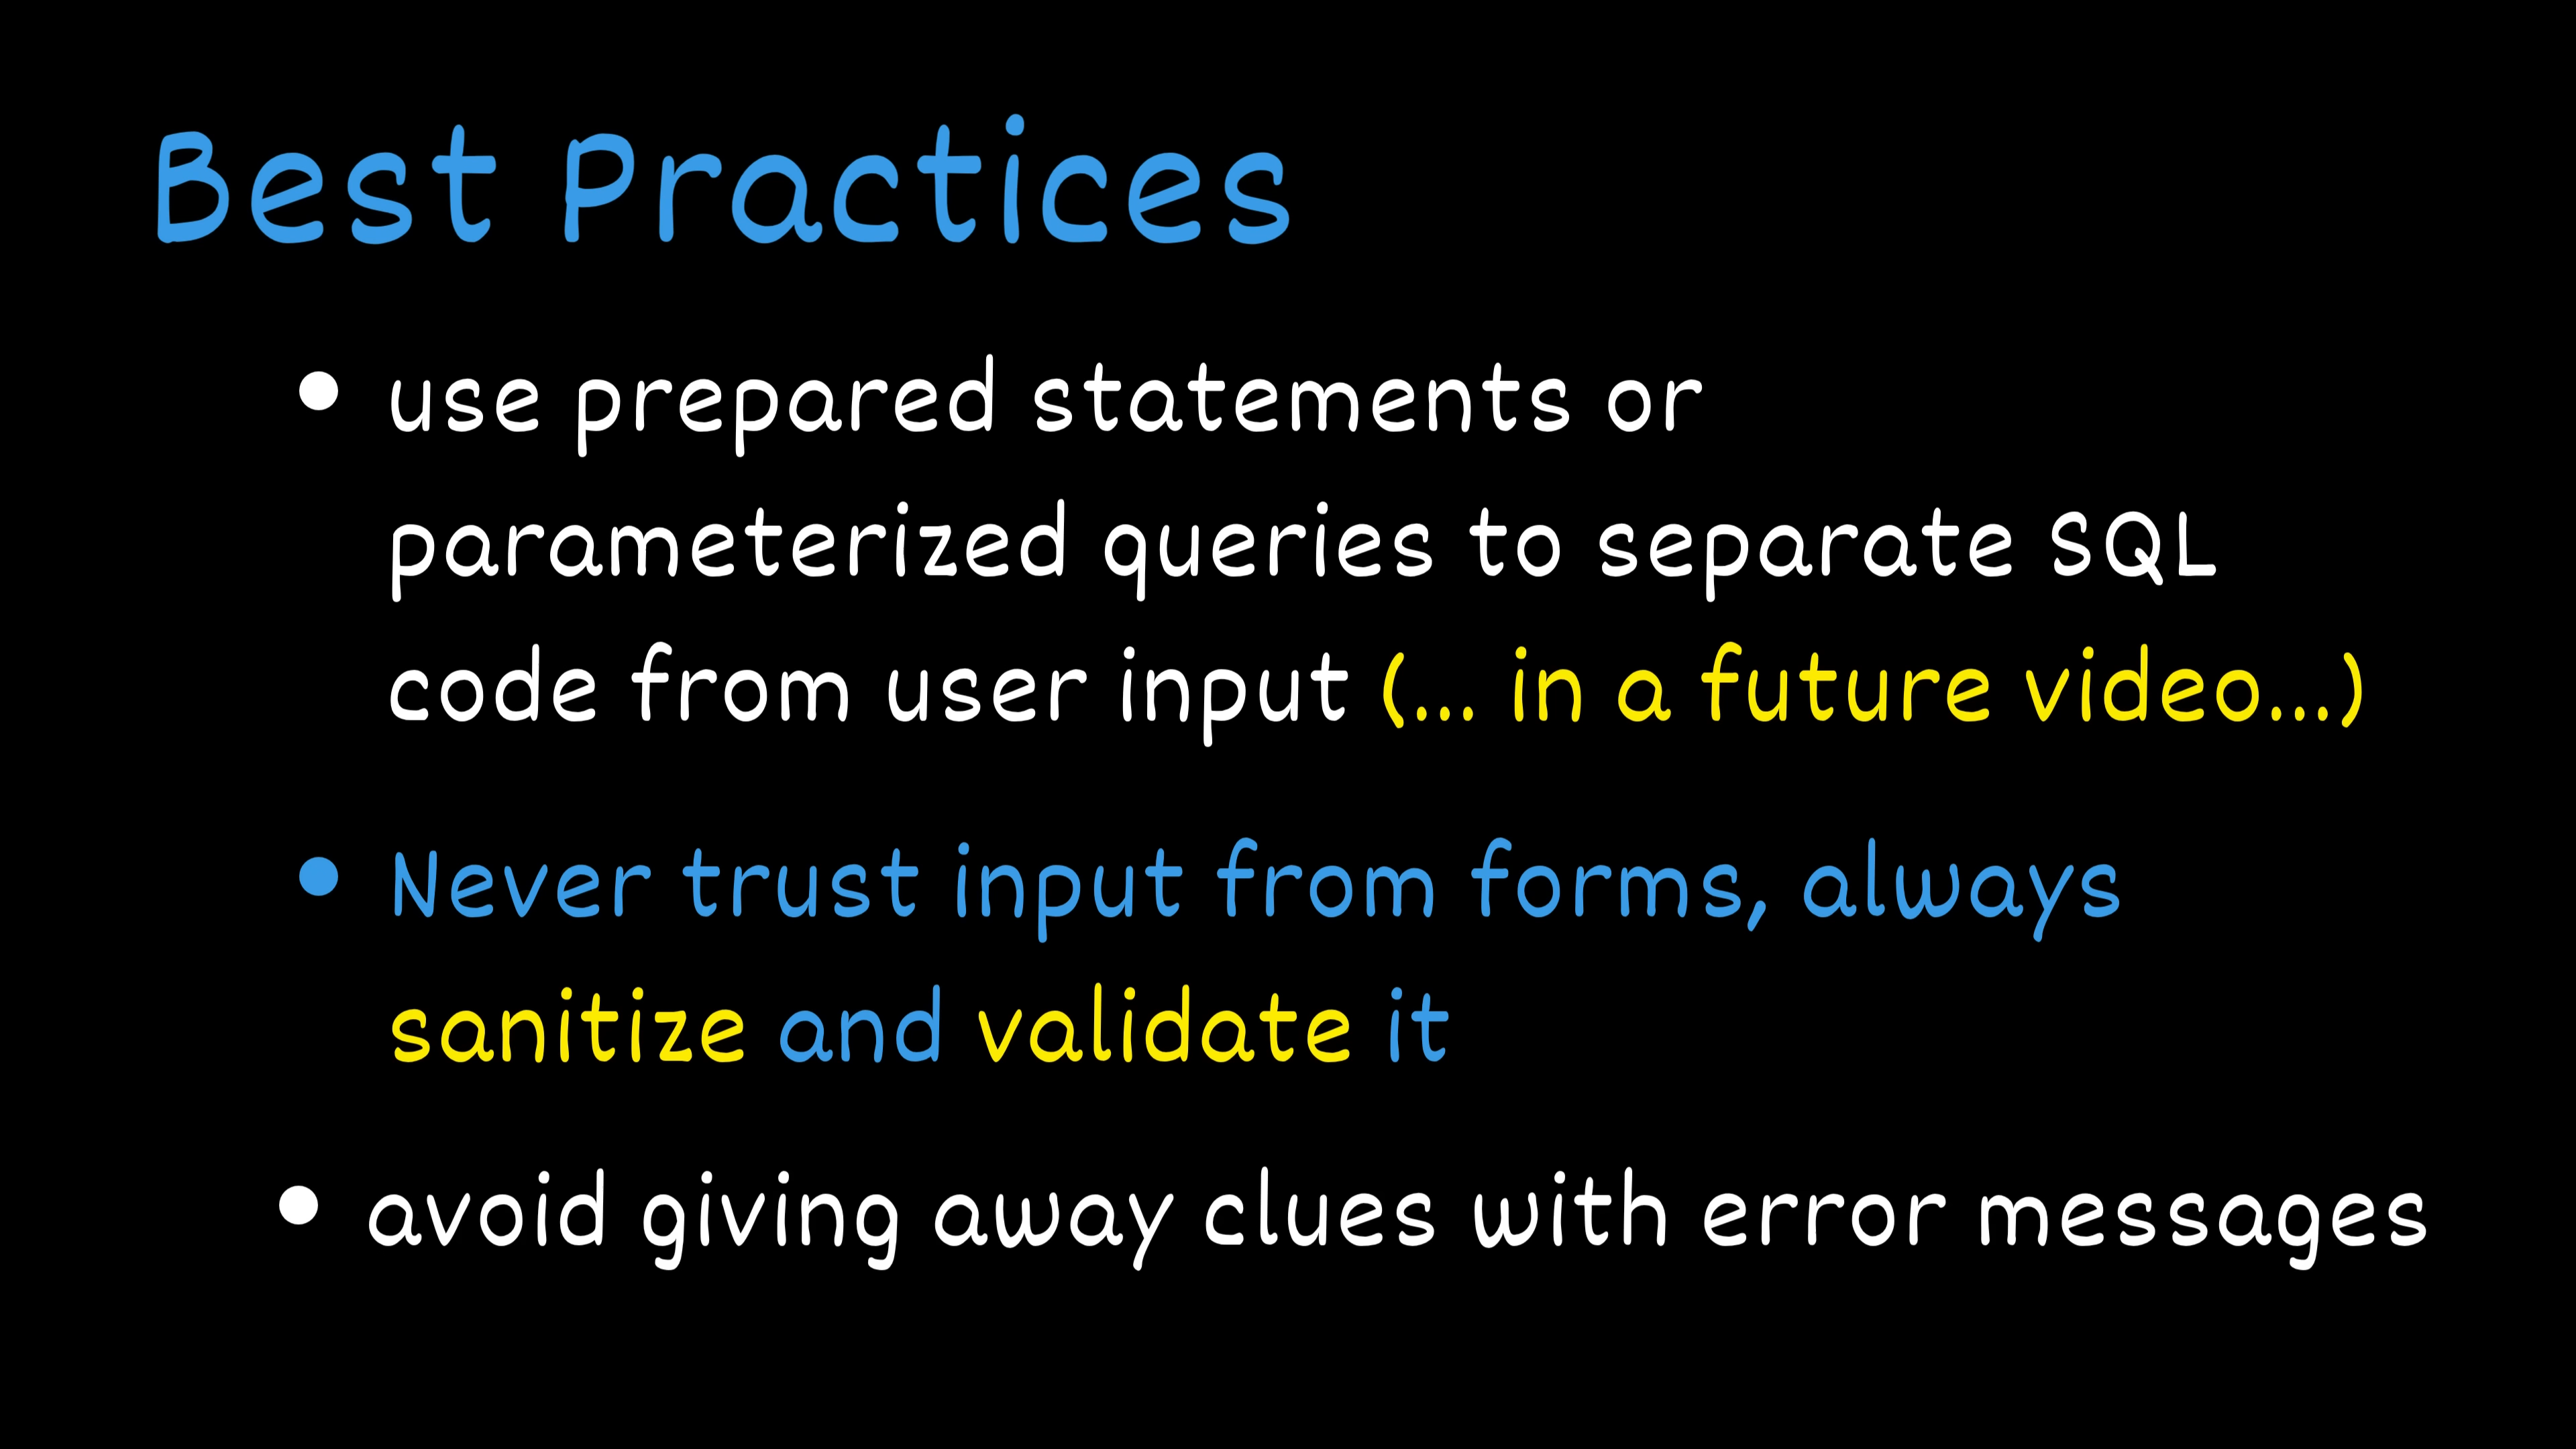 Best Practices
• use prepared statements or
parameterized queries to separate SQL
code from user input (... in a future video...)
• Never trust input from forms, always
sanitize and validate it
• avoid giving away clues with error messages